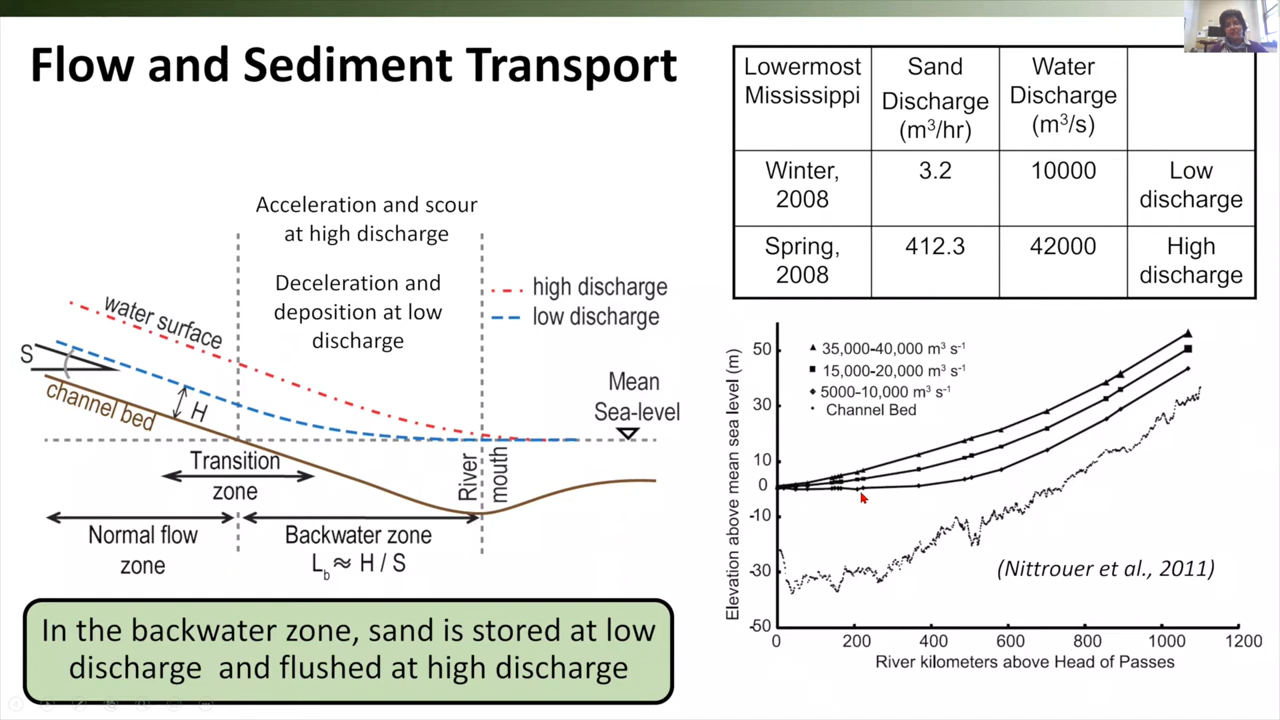 Flow and Sediment Transport
Acceleration and scour
at high discharge
Deceleration and
deposition at low
discharge
high discharge
low discharge
water surface
S
H
channel bed
Mean
Sea-level
Transition
zone
River
mouth
Normal flow
zone
Backwater zone
Lb ≈ H / S
In the backwater zone, sand is stored at low
discharge and flushed at high discharge
Lowermost
Mississippi
Sand
Discharge
(m³/hr)
Water
Discharge
(m³/s)
Winter,
2008
3.2
10000
Low
discharge
Spring,
2008
412.3
42000
High
discharge
35,000-40,000 m³ s⁻¹
15,000-20,000 m³ s⁻¹
5000-10,000 m³ s⁻¹
Channel Bed
Elevation above mean sea level (m)
50
30
10
0
-10
-30
-50
(Nittrouer et al., 2011)
0 200 400 600 800 1000 1200
River kilometers above Head of Passes